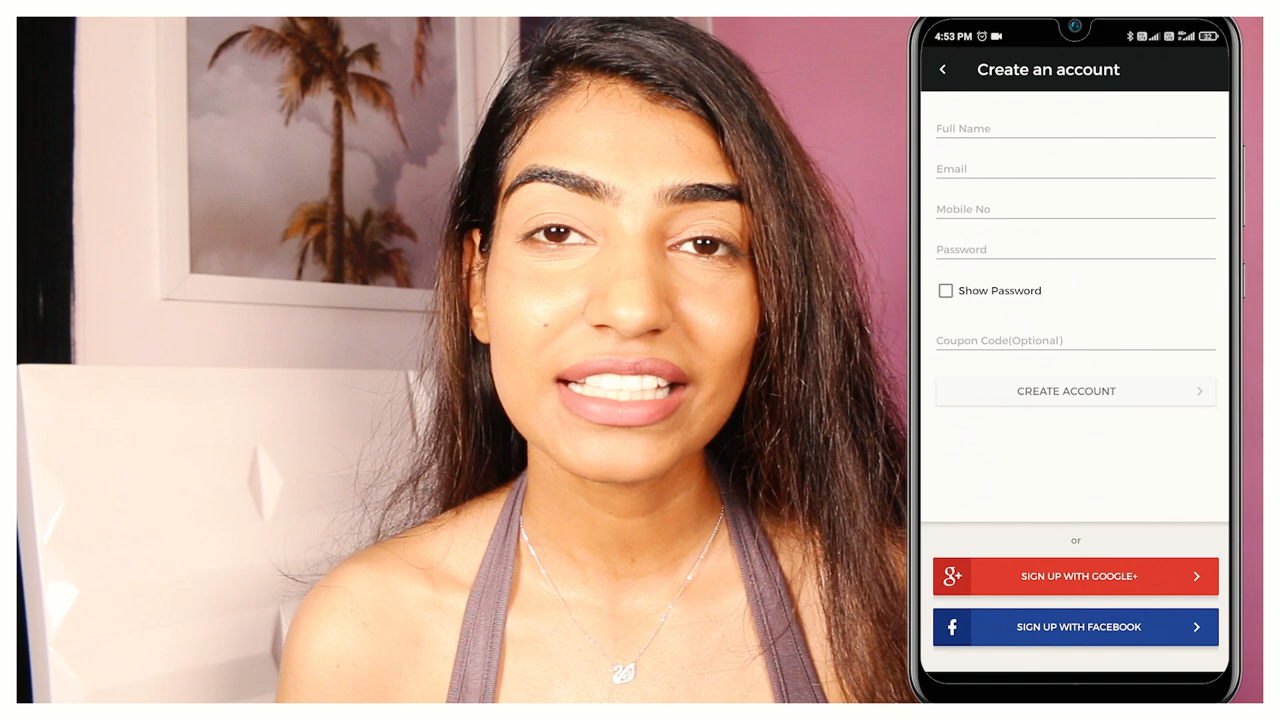 4:53 PM 32
Create an account
Full Name
Email
Mobile No
Password
Show Password
Coupon Code(Optional)
CREATE ACCOUNT
or
g+ SIGN UP WITH GOOGLE+
f SIGN UP WITH FACEBOOK